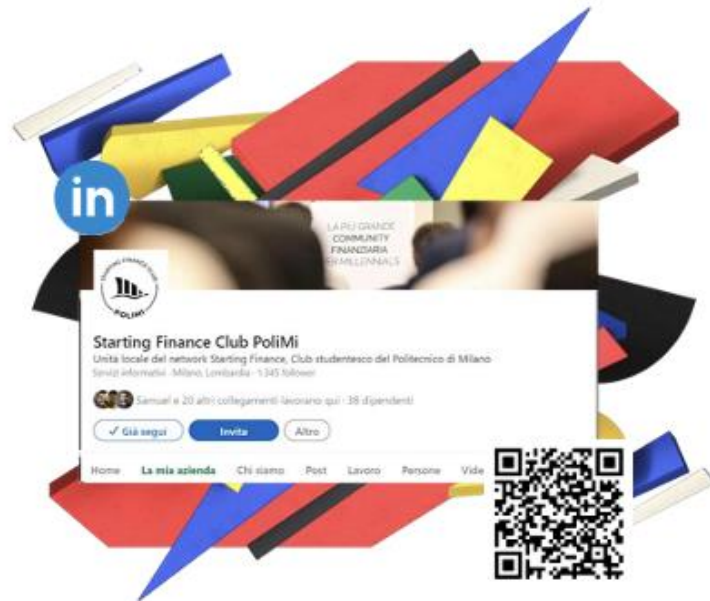 in
LA PIÙ GRANDE
COMMUNITY
FINANZIARIA
PER MILLENNIALS
STARTING FINANCE CLUB
POLIMI
Starting Finance Club PoliMi
Unità locale del network Starting Finance, Club studentesco del Politecnico di Milano
Servizi informativi · Milano, Lombardia · 1.345 follower
Samuel e 20 altri collegamenti lavorano qui · 38 dipendenti
✓ Già segui Invita Altro
Home La mia azienda Chi siamo Post Lavoro Persone Vide